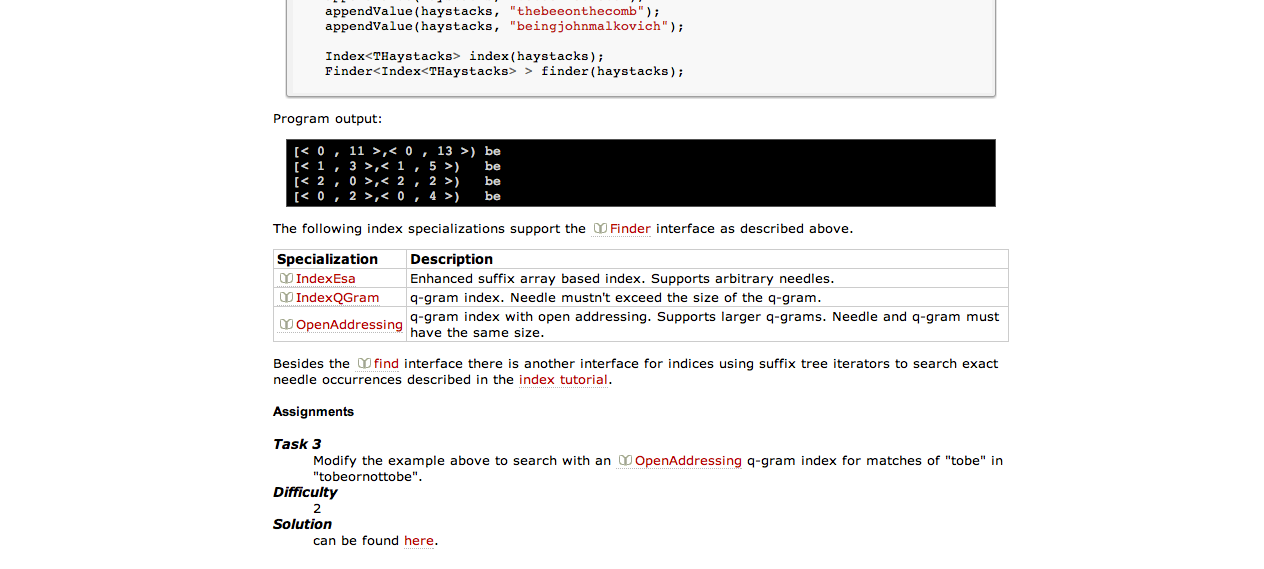 appendValue(haystacks, "thebeeonthecomb");
appendValue(haystacks, "beingjohnmalkovich");
Index<THaystacks> index(haystacks);
Finder<Index<THaystacks> > finder(haystacks);
Program output:
[< 0 , 11 >,< 0 , 13 >) be
[< 1 , 3 >,< 1 , 5 >)   be
[< 2 , 0 >,< 2 , 2 >)   be
[< 0 , 2 >,< 0 , 4 >)   be
The following index specializations support the Finder interface as described above.
Specialization Description
IndexEsa Enhanced suffix array based index. Supports arbitrary needles.
IndexQGram q-gram index. Needle mustn't exceed the size of the q-gram.
OpenAddressing q-gram index with open addressing. Supports larger q-grams. Needle and q-gram must
have the same size.
Besides the find interface there is another interface for indices using suffix tree iterators to search exact
needle occurrences described in the index tutorial.
Assignments
Task 3
Modify the example above to search with an OpenAddressing q-gram index for matches of "tobe" in
"tobeornottobe".
Difficulty
2
Solution
can be found here.